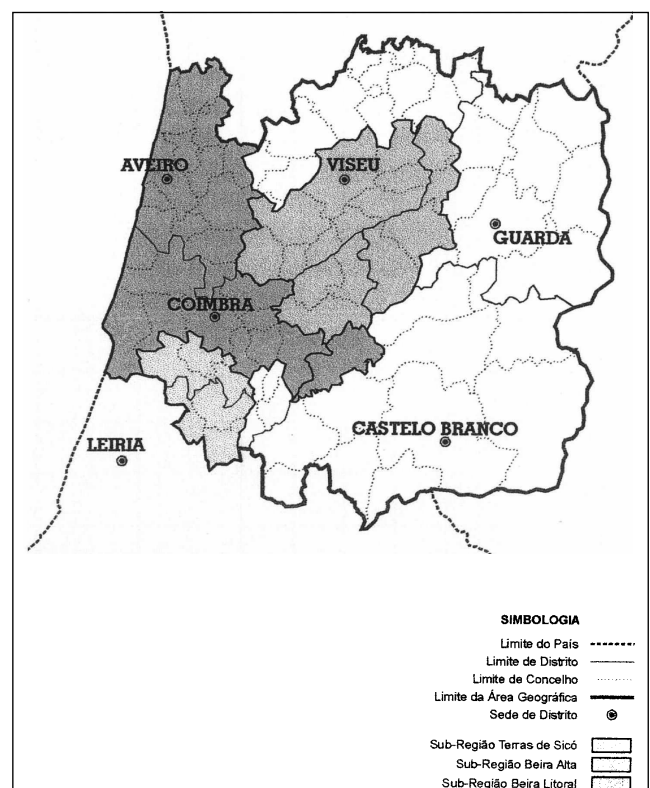 AVEIRO
VISEU
GUARDA
COIMBRA
CASTELO BRANCO
LEIRIA
SIMBOLOGIA
Limite do País
Limite de Distrito
Limite de Concelho
Limite da Área Geográfica
Sede de Distrito
Sub-Região Terras de Sicó
Sub-Região Beira Alta
Sub-Região Beira Litoral